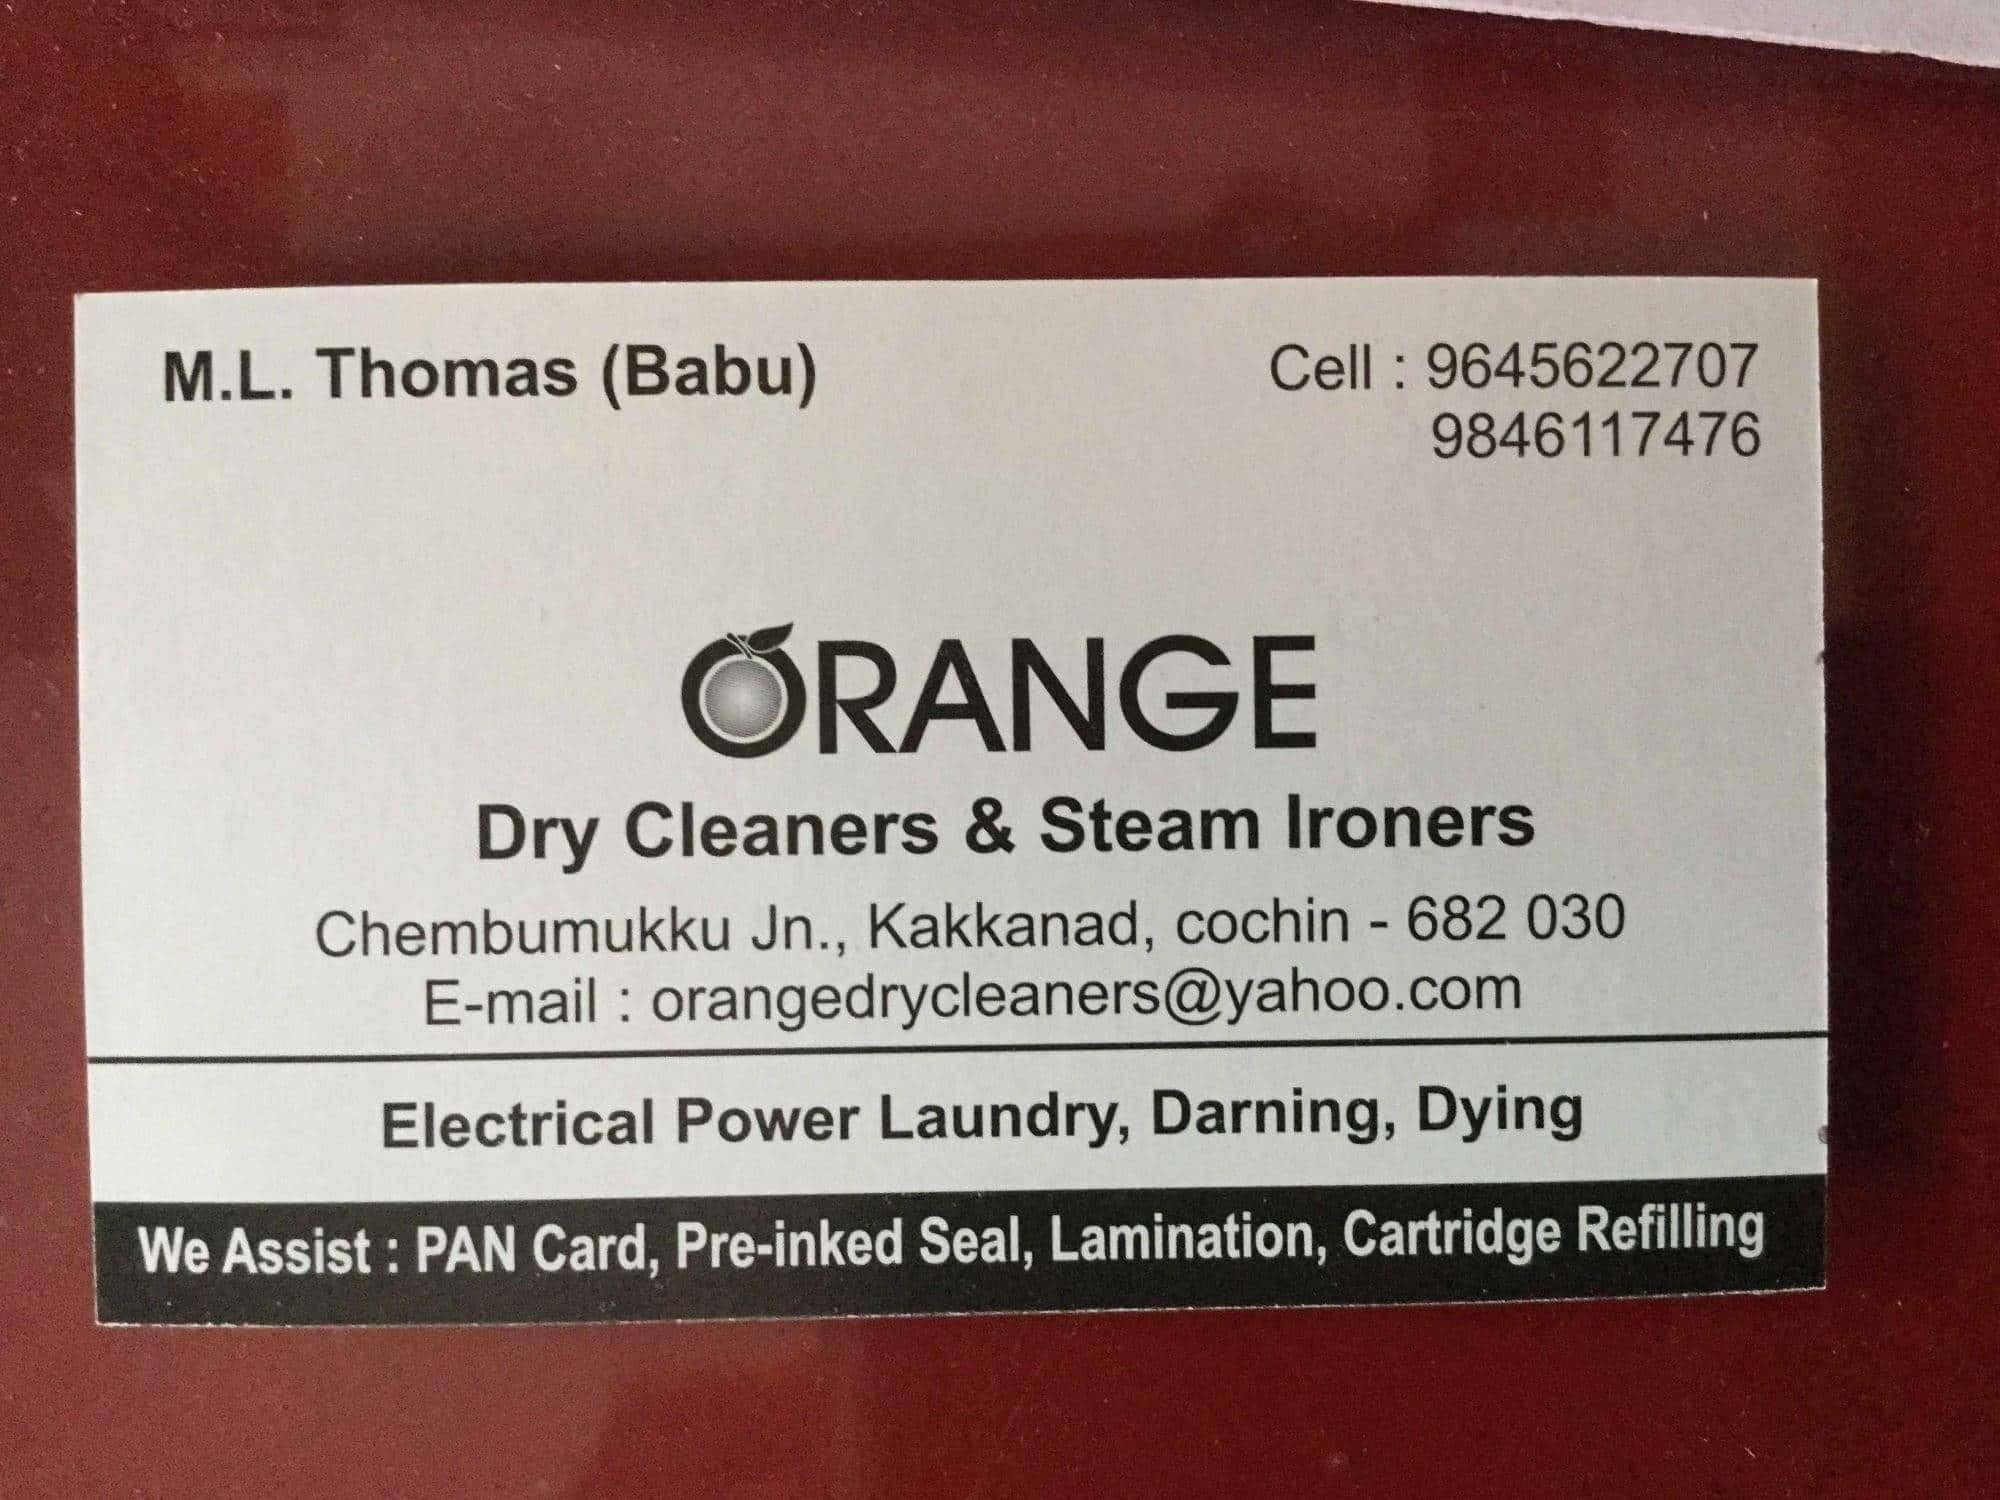 M.L. Thomas (Babu)
Cell : 9645622707
9846117476
ORANGE
Dry Cleaners & Steam Ironers
Chembumukku Jn., Kakkanad, cochin - 682 030
E-mail : orangedrycleaners@yahoo.com
Electrical Power Laundry, Darning, Dying
We Assist : PAN Card, Pre-inked Seal, Lamination, Cartridge Refilling